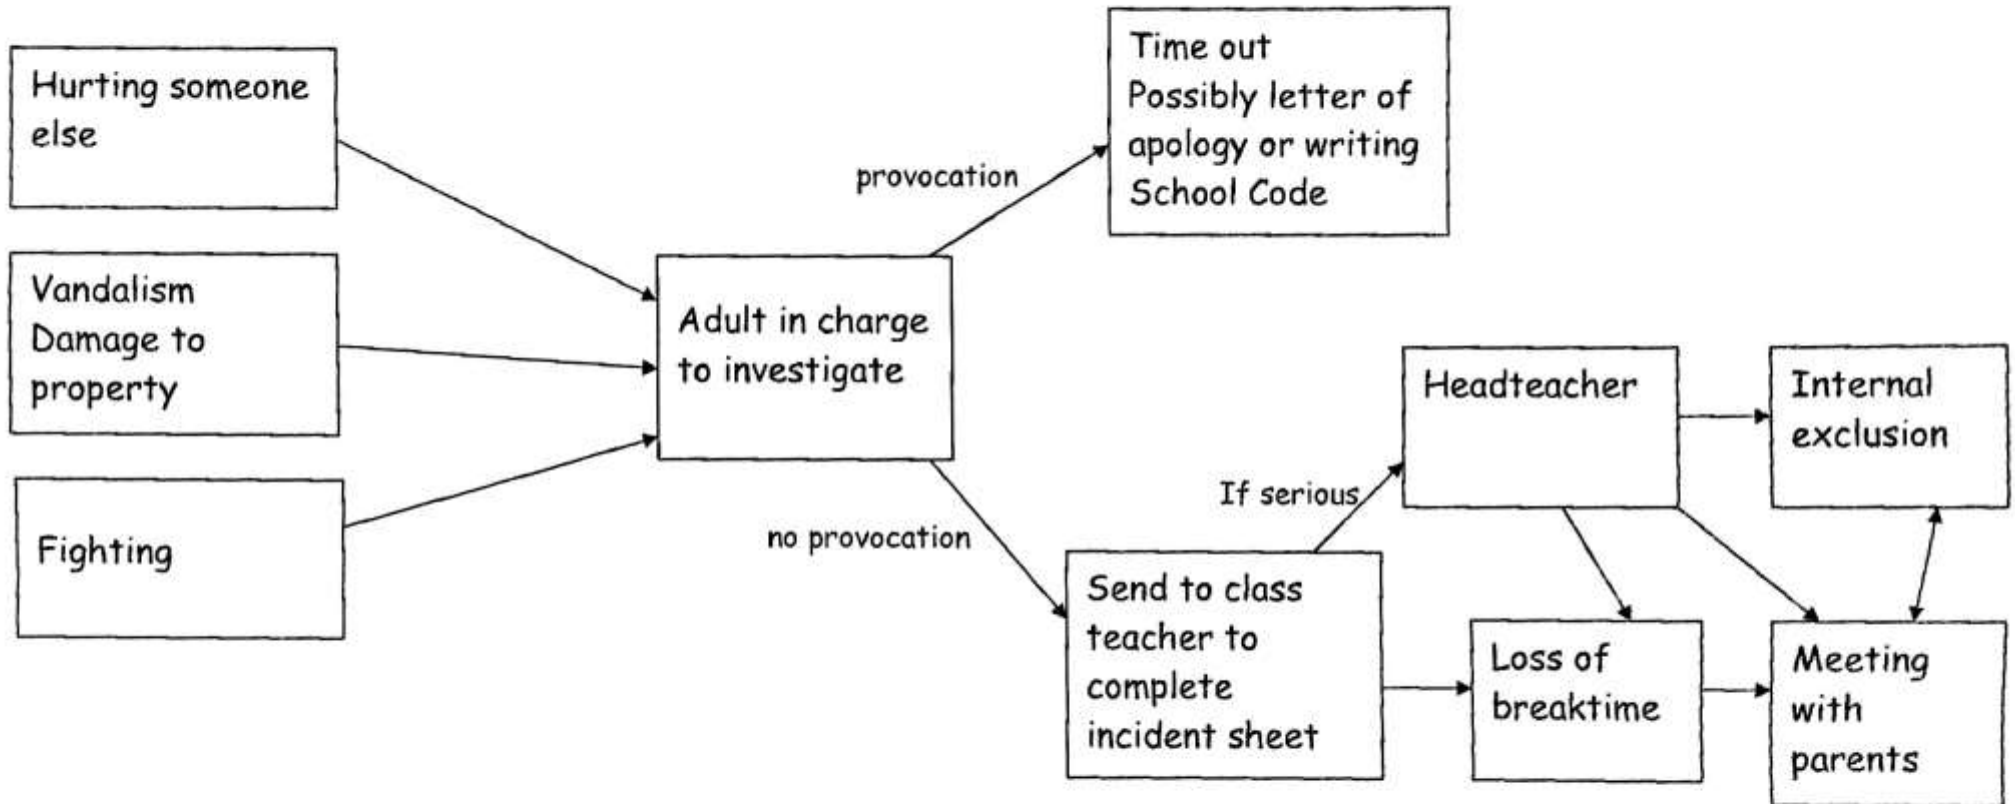 Hurting someone
else
Vandalism
Damage to
property
Fighting
Adult in charge
to investigate
provocation
Time out
Possibly letter of
apology or writing
School Code
no provocation
Send to class
teacher to
complete
incident sheet
If serious
Headteacher
Internal
exclusion
Loss of
breaktime
Meeting
with
parents